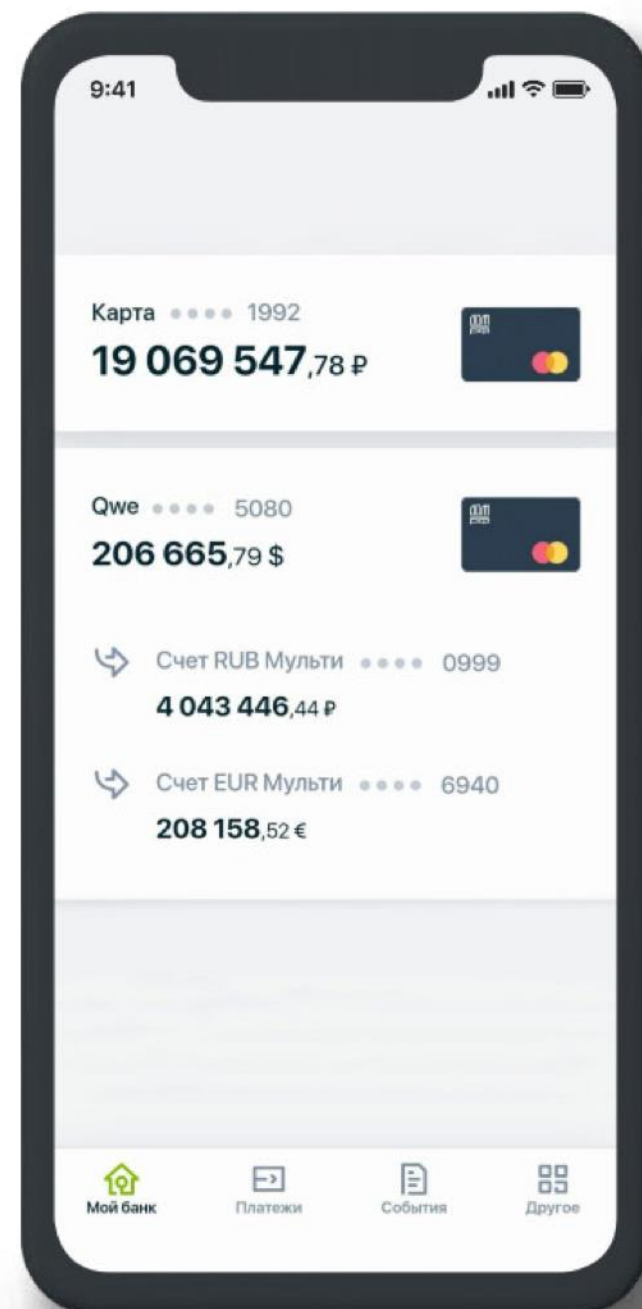 9:41
Карта •••• 1992
19 069 547,78 ₽
Qwe •••• 5080
206 665,79 $
Счет RUB Мульти •••• 0999
4 043 446,44 ₽
Счет EUR Мульти •••• 6940
208 158,52 €
Мой банк Платежи События Другое